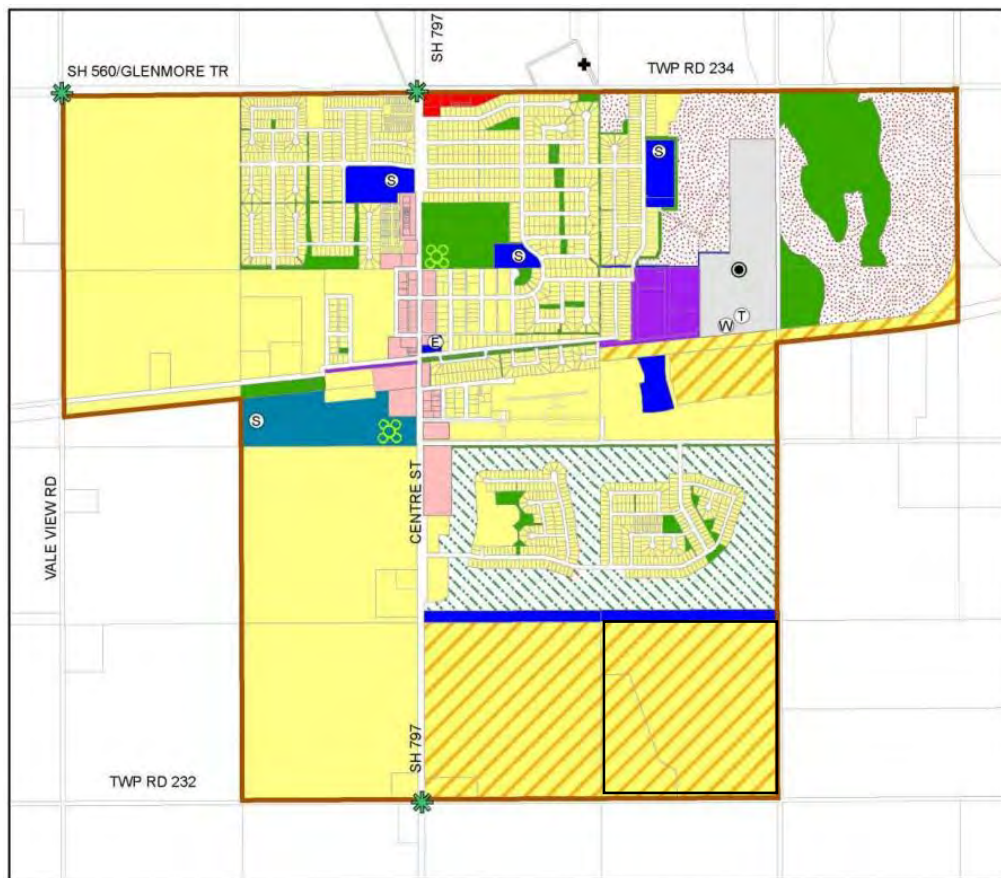 SH 797
SH 560/GLENMORE TR
TWP RD 234
S
S
S
T
W
E
S
CENTRE ST
VALE VIEW RD
SH 797
TWP RD 232